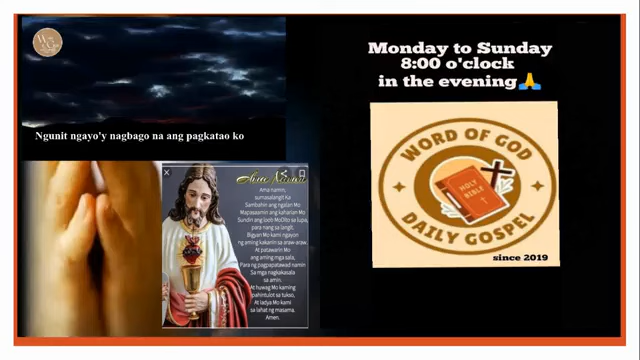 Monday to Sunday
8:00 o'clock
in the evening🙏
Ngunit ngayo'y nagbago na ang pagkatao ko
WORD OF GOD
HOLY
BIBLE
DAILY GOSPEL
since 2019
Ama Namin
Ama namin,
sumasalangit Ka
Sambahin ang ngalan Mo
Mapasaamin ang kaharian Mo
Sundin ang loob Mo Dito sa lupa,
para nang sa langit.
Bigyan Mo kami ngayon
ng aming kakanin sa araw-araw.
At patawarin Mo
ang aming mga sala,
Para ng pagpapatawad namin
Sa mga nagkakasala
sa amin.
At huwag Mo kaming
pahintulot sa tukso,
At iadya Mo kami
sa lahat ng masama.
Amen.